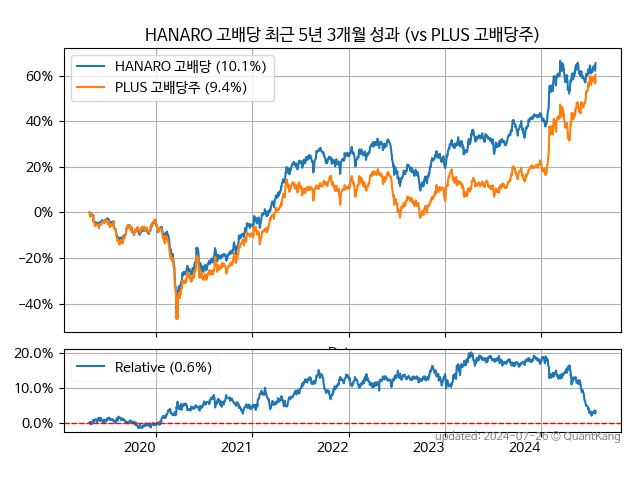 HANARO 고배당 최근 5년 3개월 성과 (vs PLUS 고배당주)
HANARO 고배당 (10.1%)
PLUS 고배당주 (9.4%)
60%
40%
20%
0%
−20%
−40%
20.0%
10.0%
0.0%
Relative (0.6%)
2020
2021
2022
2023
2024
updated: 2024-07-26 © QuantKang